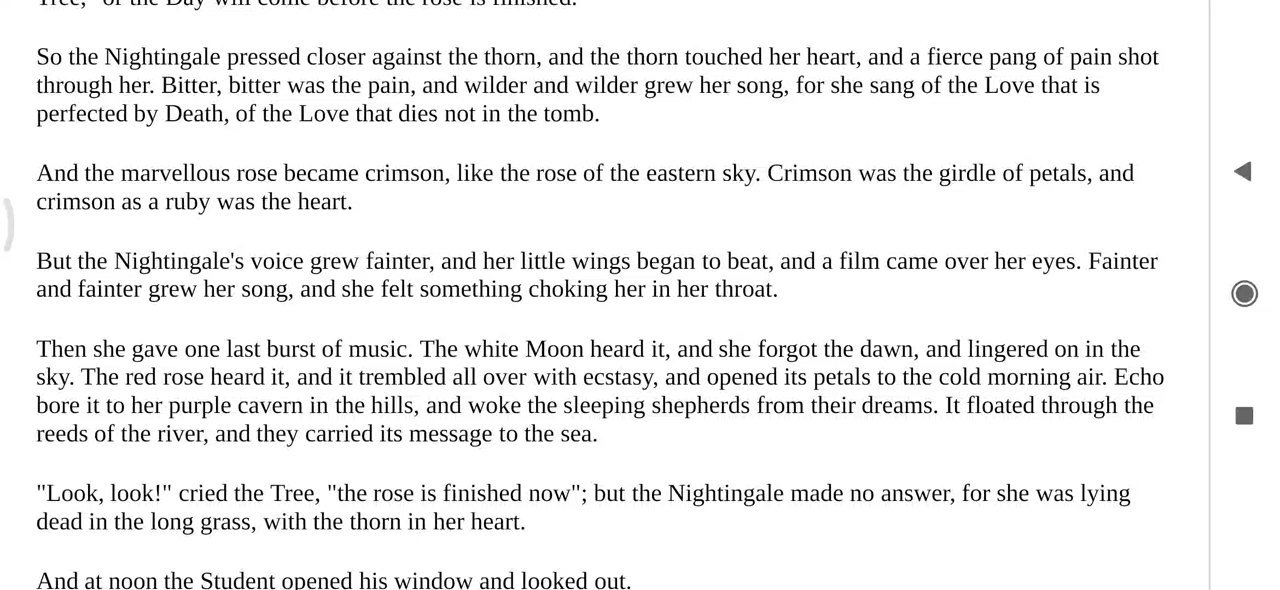 Tree, "or the Day will come before the rose is finished."
So the Nightingale pressed closer against the thorn, and the thorn touched her heart, and a fierce pang of pain shot
through her. Bitter, bitter was the pain, and wilder and wilder grew her song, for she sang of the Love that is
perfected by Death, of the Love that dies not in the tomb.
And the marvellous rose became crimson, like the rose of the eastern sky. Crimson was the girdle of petals, and
crimson as a ruby was the heart.
But the Nightingale's voice grew fainter, and her little wings began to beat, and a film came over her eyes. Fainter
and fainter grew her song, and she felt something choking her in her throat.
Then she gave one last burst of music. The white Moon heard it, and she forgot the dawn, and lingered on in the
sky. The red rose heard it, and it trembled all over with ecstasy, and opened its petals to the cold morning air. Echo
bore it to her purple cavern in the hills, and woke the sleeping shepherds from their dreams. It floated through the
reeds of the river, and they carried its message to the sea.
"Look, look!" cried the Tree, "the rose is finished now"; but the Nightingale made no answer, for she was lying
dead in the long grass, with the thorn in her heart.
And at noon the Student opened his window and looked out.